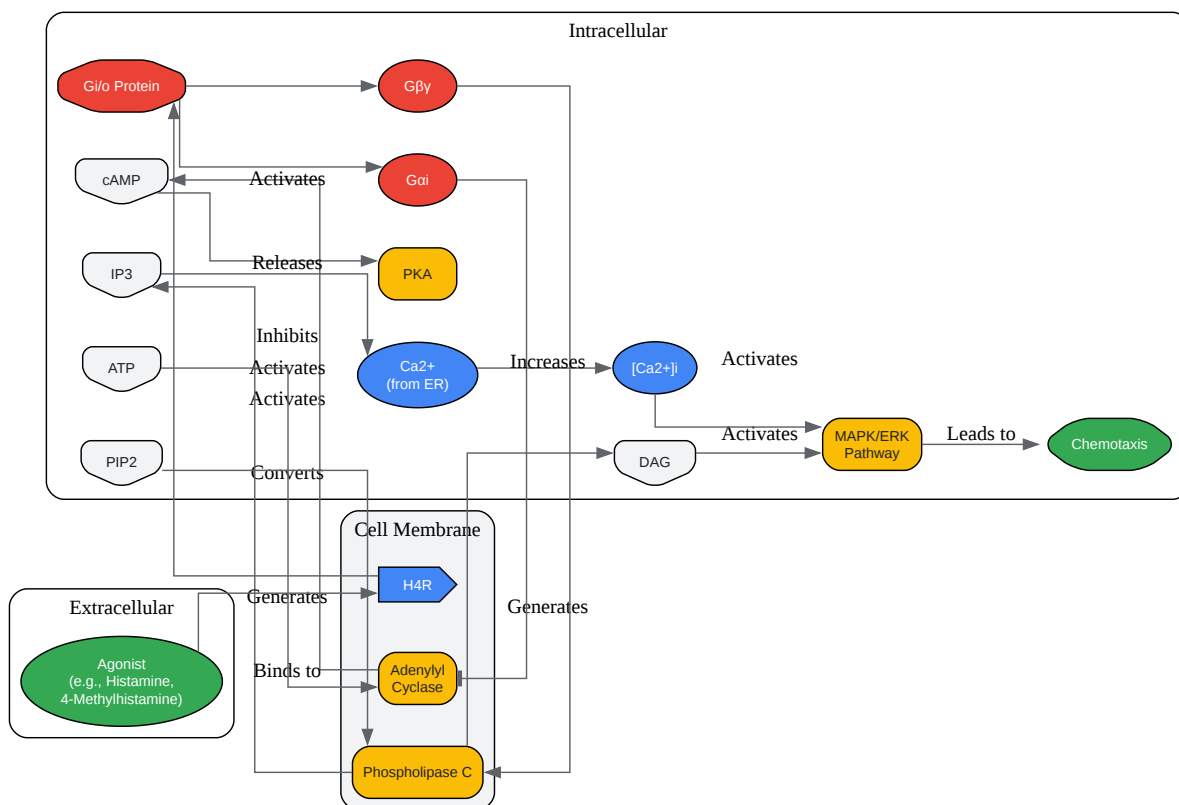 Intracellular
Gi/o Protein
Gβγ
cAMP
Activates
Gαi
IP3
Releases
PKA
Inhibits
ATP
Activates
Ca2+
(from ER)
Increases
[Ca2+]i
Activates
Activates
PIP2
Converts
DAG
Activates
MAPK/ERK
Pathway
Leads to
Chemotaxis
Cell Membrane
H4R
Generates
Generates
Extracellular
Agonist
(e.g., Histamine,
4-Methylhistamine)
Binds to
Adenylyl
Cyclase
Phospholipase C